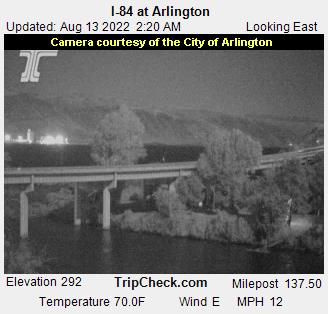 I-84 at Arlington
Updated: Aug 13 2022 2:20 AM Looking East
Camera courtesy of the City of Arlington
Elevation 292 TripCheck.com Milepost 137.50
Temperature 70.0F Wind E MPH 12